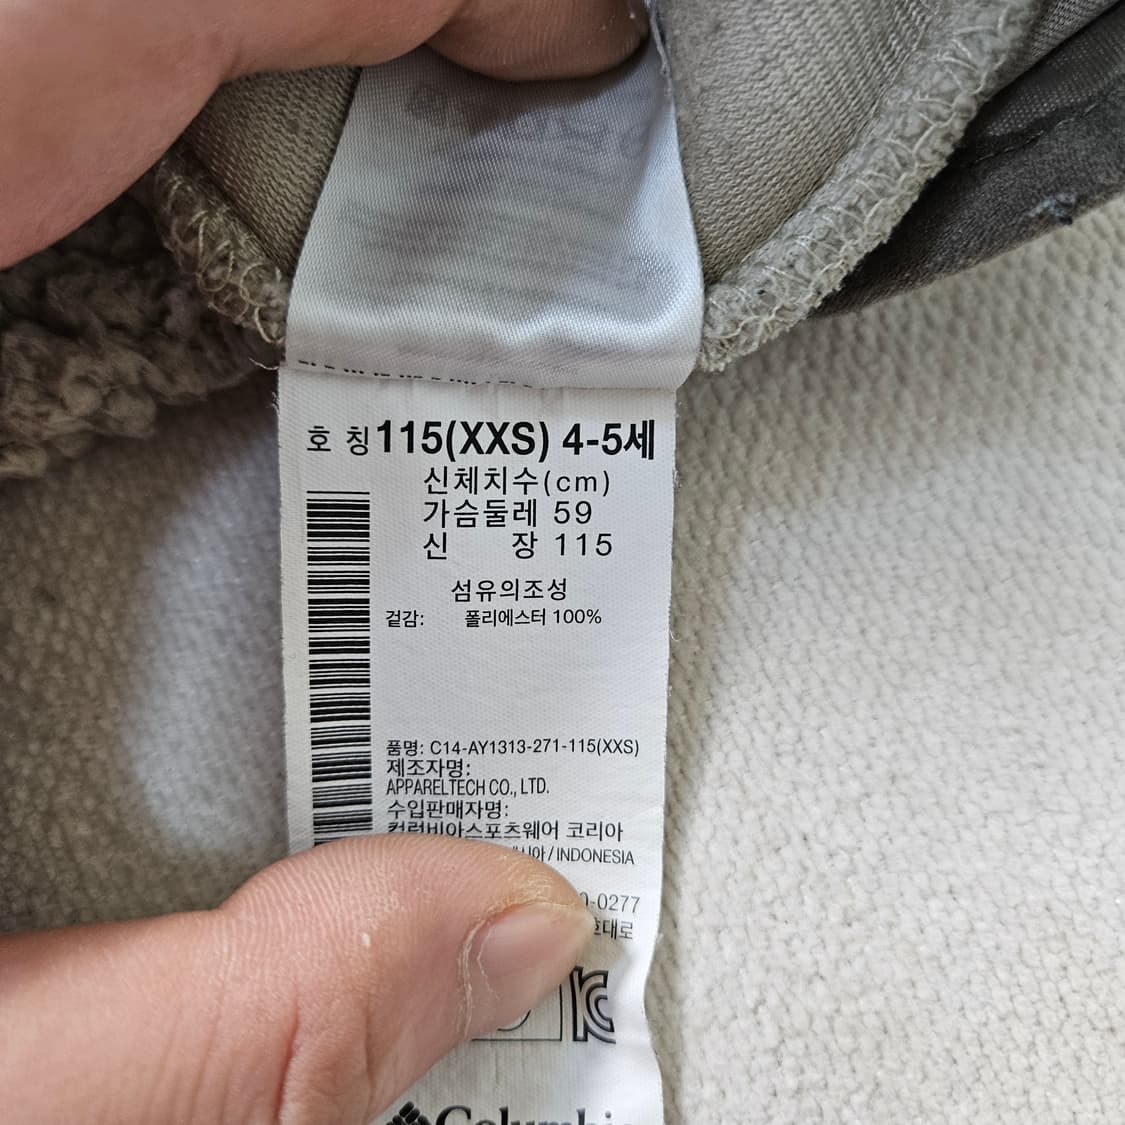 호 칭 115(XXS) 4-5세
신체치수(cm)
가슴둘레 59
신 장 115
섬유의조성
겉감: 폴리에스터 100%
품명: C14-AY1313-271-115(XXS)
제조자명:
APPARELTECH CO., LTD.
수입판매자명:
컬럼비아스포츠웨어 코리아
/ INDONESIA
-0277
KC
Columbia